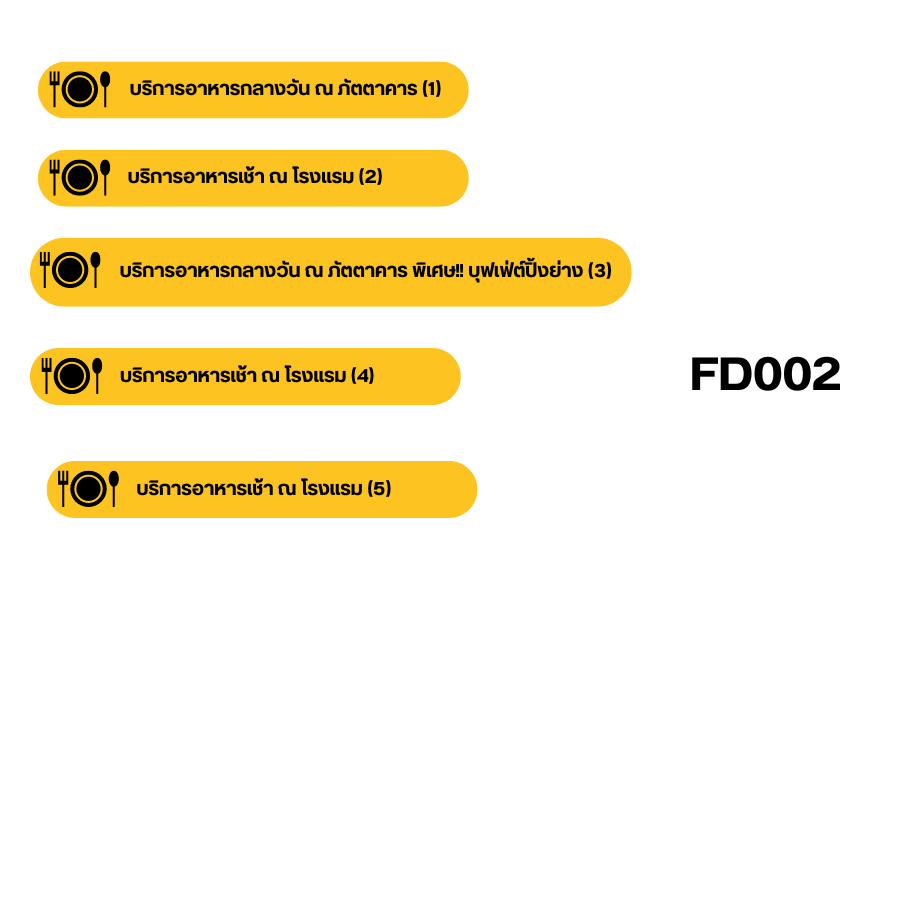 บริการอาหารกลางวัน ณ ภัตตาคาร (1)
บริการอาหารเช้า ณ โรงแรม (2)
บริการอาหารกลางวัน ณ ภัตตาคาร พิเศษ!! บุฟเฟ่ต์ปิ้งย่าง (3)
บริการอาหารเช้า ณ โรงแรม (4)
FD002
บริการอาหารเช้า ณ โรงแรม (5)